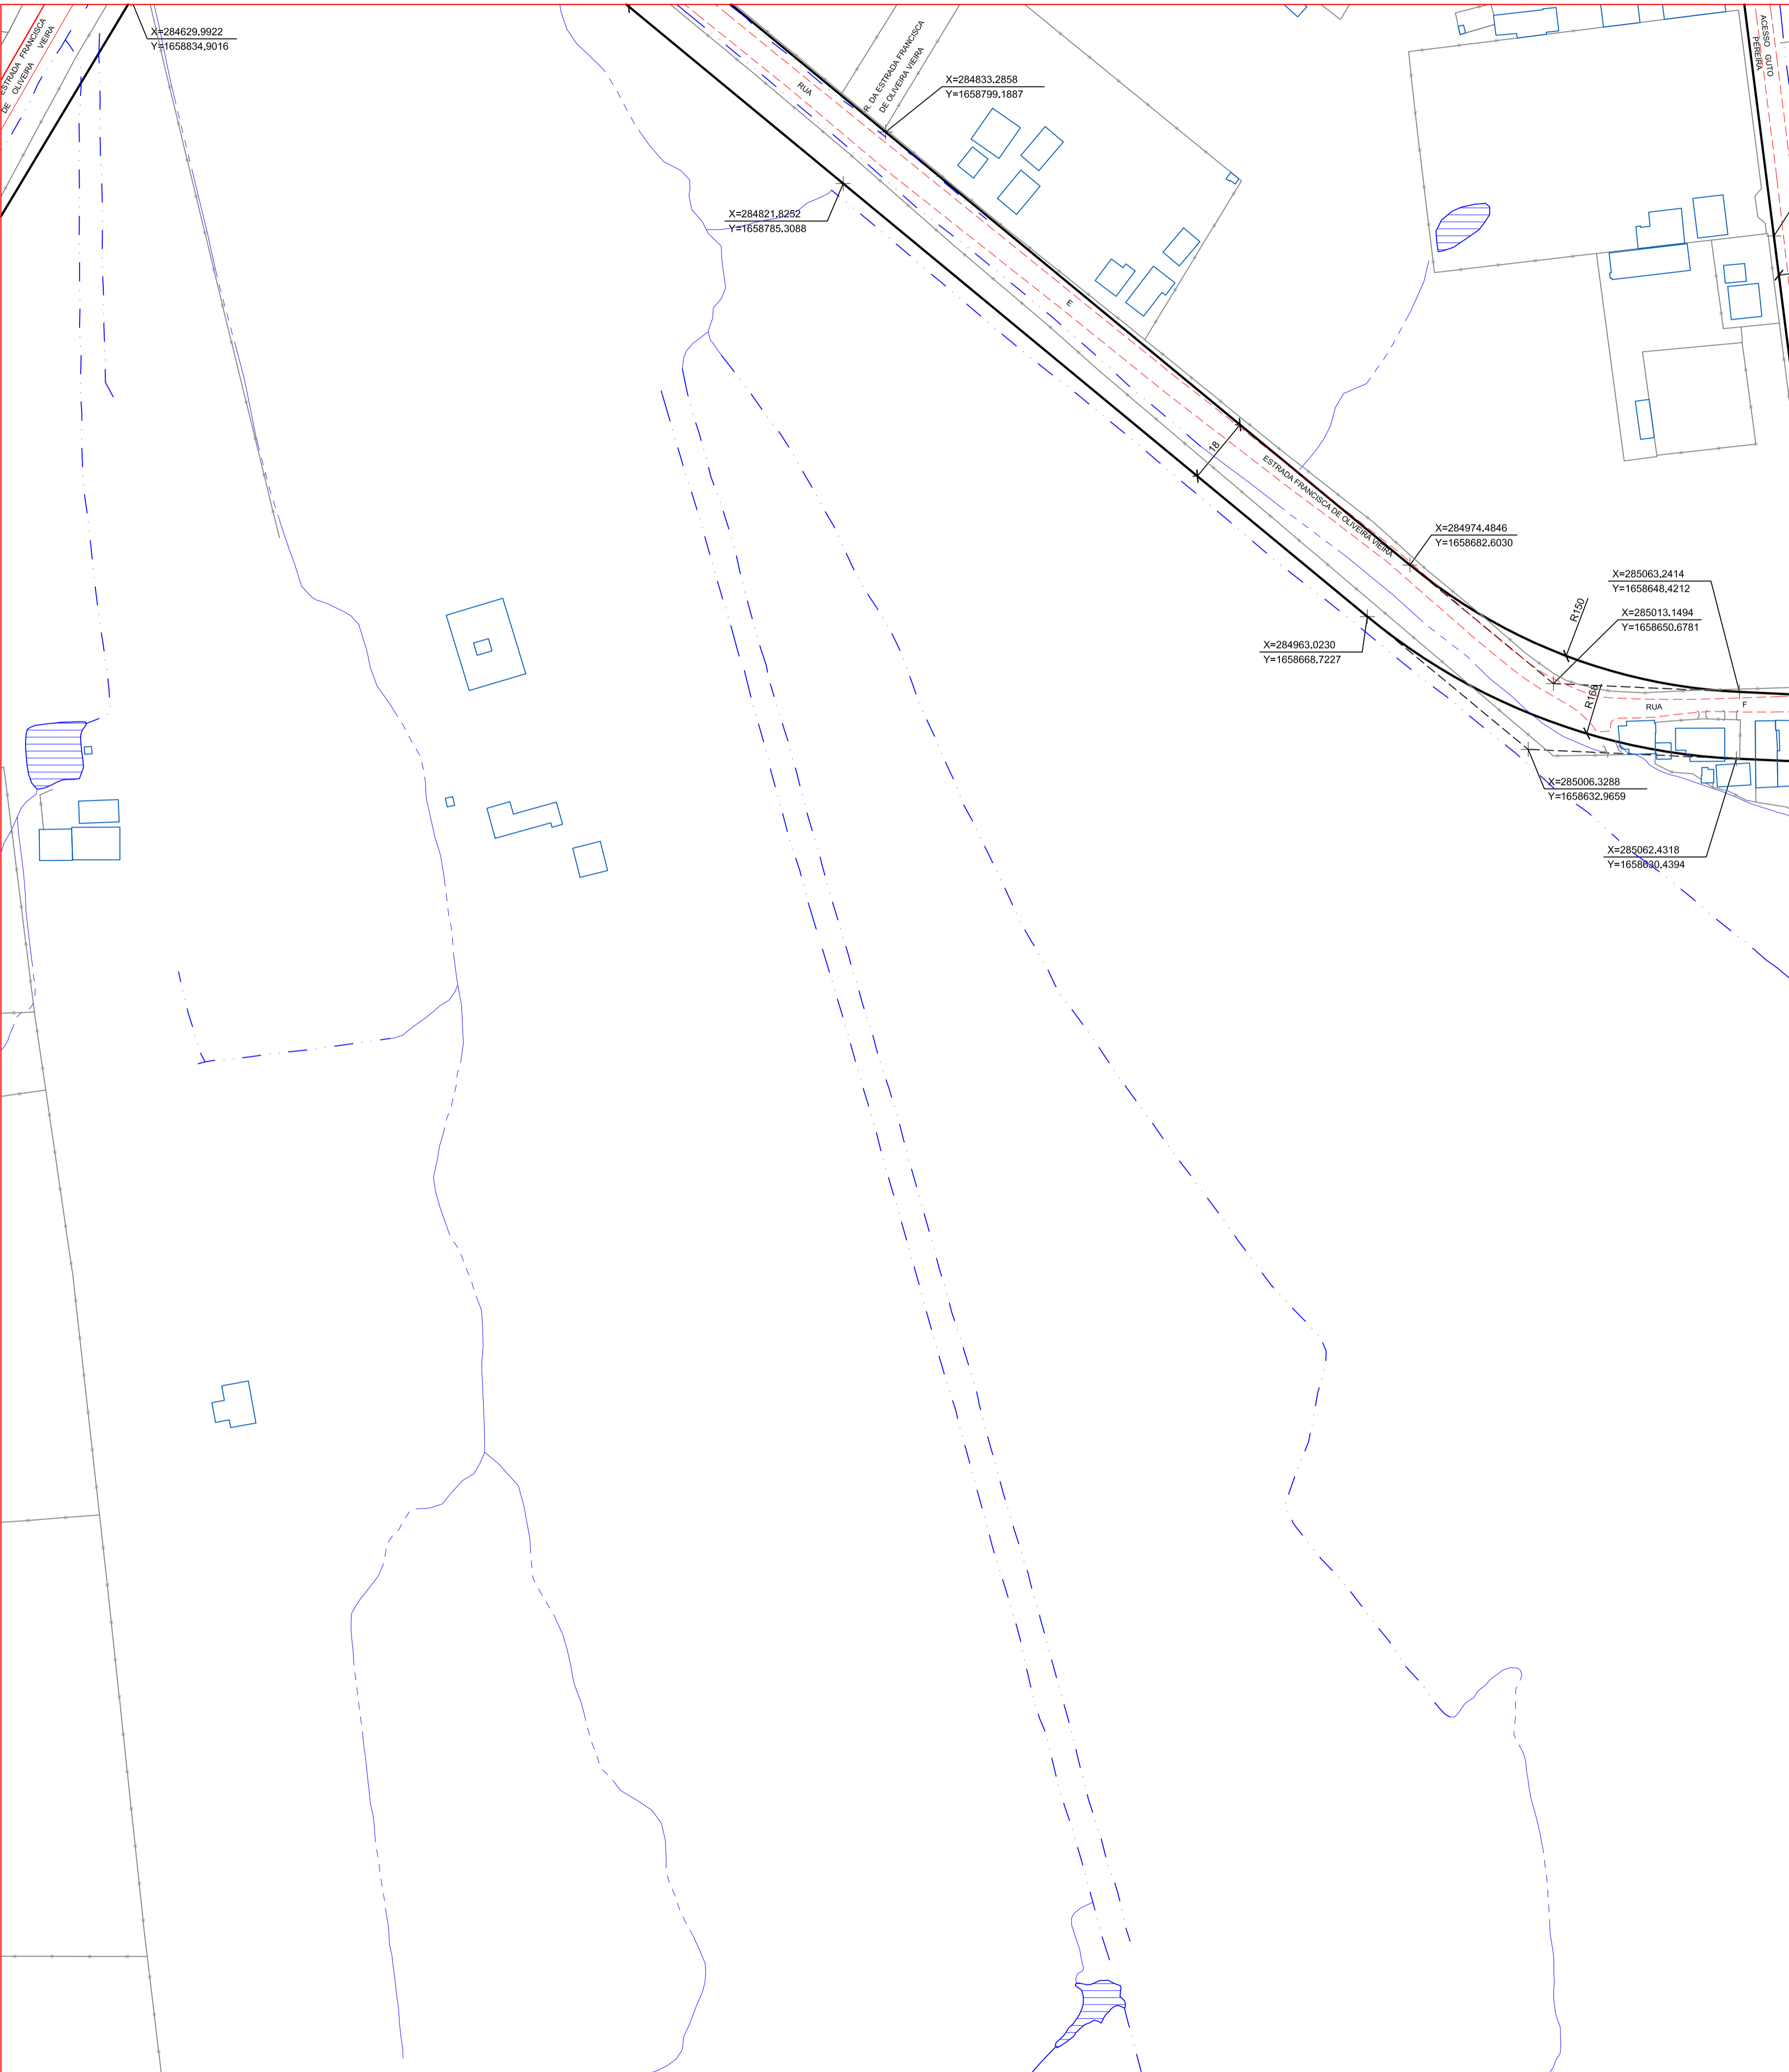 ESTRADA FRANCISCA
DE OLIVEIRA VIEIRA
X=284629.9922
Y=1658834.9016
RUA
R. DA ESTRADA FRANCISCA
DE OLIVEIRA VIEIRA
X=284833.2858
Y=1658799.1887
ACESSO GUTO
PEREIRA
X=284821.8252
Y=1658785.3088
E
18
ESTRADA FRANCISCA DE OLIVEIRA VIEIRA
X=284974.4846
Y=1658682.6030
X=285063.2414
Y=1658648.4212
R150
X=285013.1494
Y=1658650.6781
X=284963.0230
Y=1658668.7227
R168
RUA
F
X=285006.3288
Y=1658632.9659
X=285062.4318
Y=1658630.4394